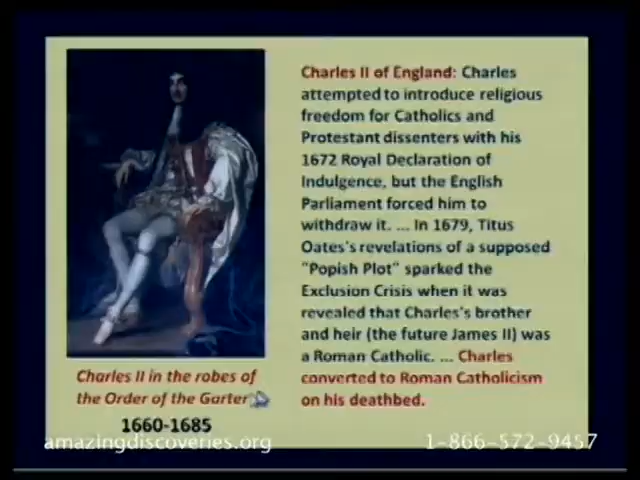 Charles II of England: Charles
attempted to introduce religious
freedom for Catholics and
Protestant dissenters with his
1672 Royal Declaration of
Indulgence, but the English
Parliament forced him to
withdraw it. ... In 1679, Titus
Oates's revelations of a supposed
"Popish Plot" sparked the
Exclusion Crisis when it was
revealed that Charles's brother
and heir (the future James II) was
a Roman Catholic. ... Charles
converted to Roman Catholicism
on his deathbed.
Charles II in the robes of
the Order of the Garter
1660-1685
amazingdiscoveries.org
1-866-572-9457